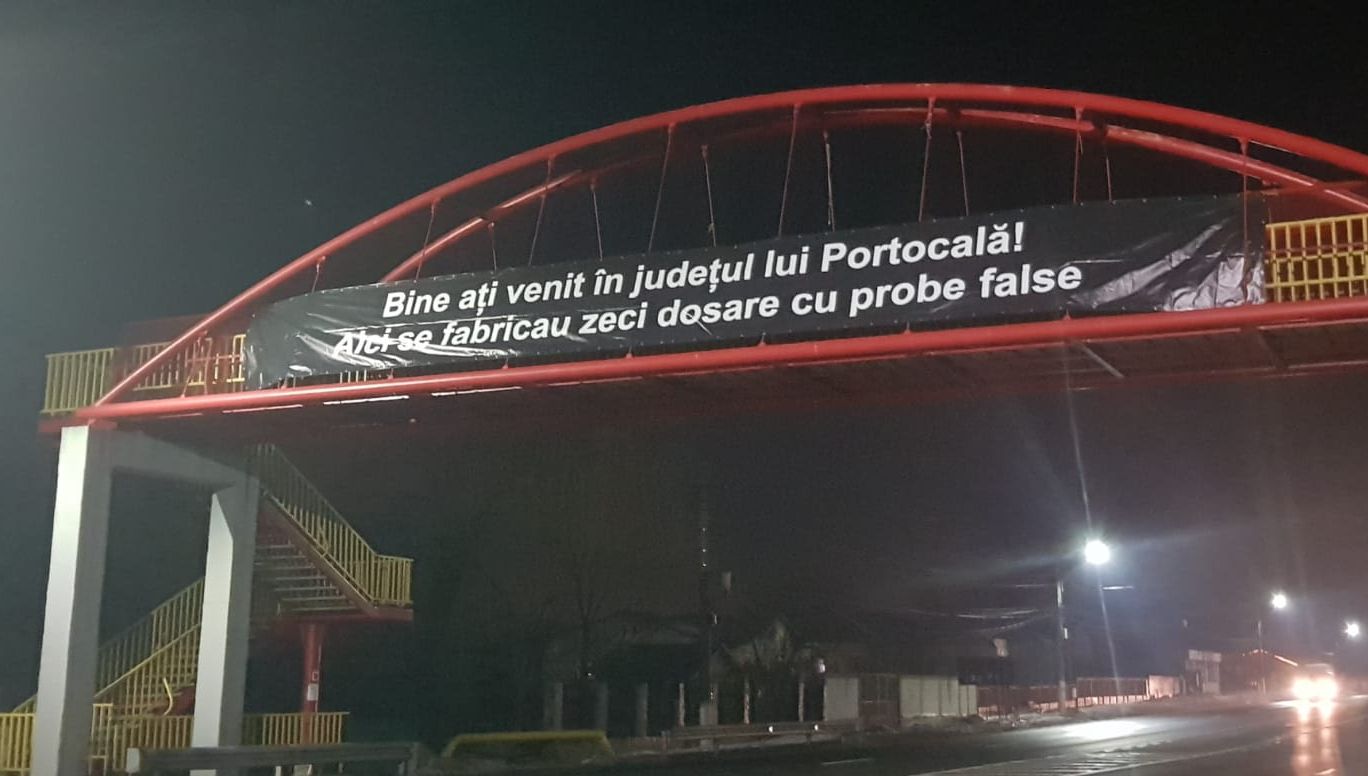 Bine ați venit în județul lui Portocală!
AIci se fabricau zeci dosare cu probe false